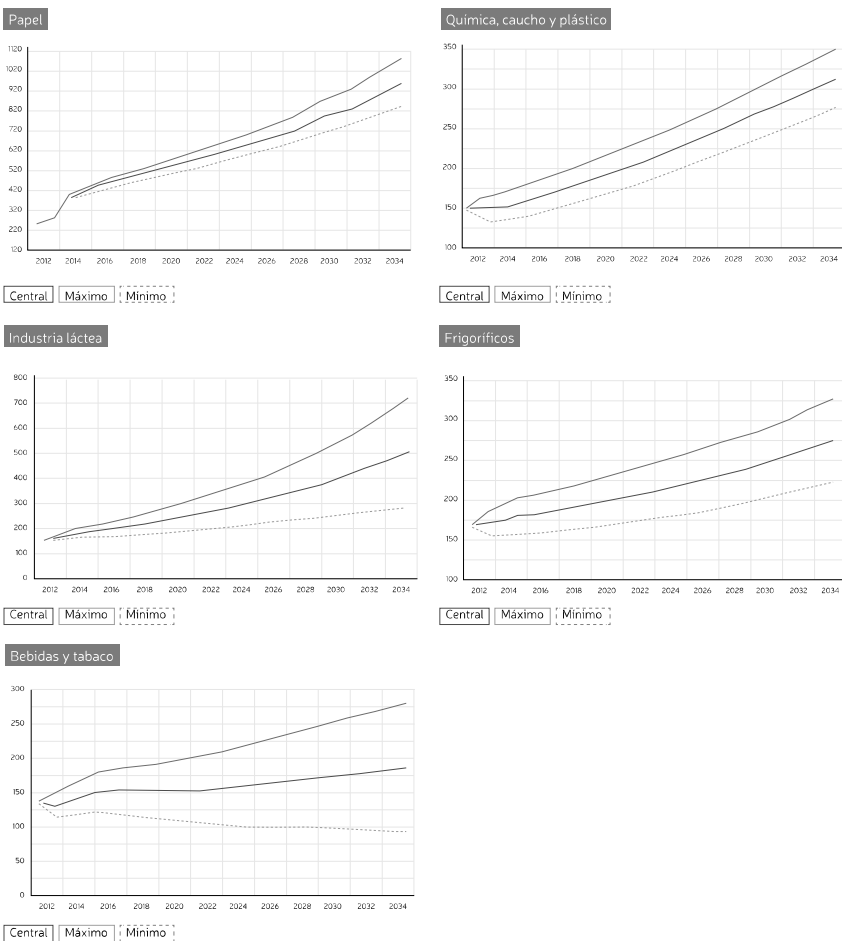 Papel
1120
1020
920
820
720
620
520
420
320
220
120
2012 2014 2016 2018 2020 2022 2024 2026 2028 2030 2032 2034
Central Máximo Mínimo
Química, caucho y plástico
350
300
250
200
150
100
2012 2014 2016 2018 2020 2022 2024 2026 2028 2030 2032 2034
Central Máximo Mínimo
Industria láctea
800
700
600
500
400
300
200
100
0
2012 2014 2016 2018 2020 2022 2024 2026 2028 2030 2032 2034
Central Máximo Mínimo
Frigoríficos
350
300
250
200
150
100
2012 2014 2016 2018 2020 2022 2024 2026 2028 2030 2032 2034
Central Máximo Mínimo
Bebidas y tabaco
300
250
200
150
100
50
0
2012 2014 2016 2018 2020 2022 2024 2026 2028 2030 2032 2034
Central Máximo Mínimo